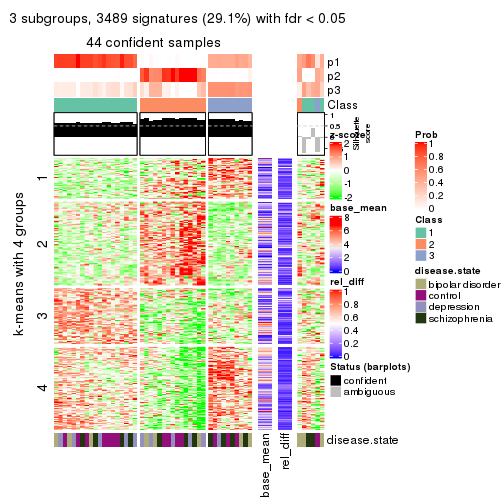 3 subgroups, 3489 signatures (29.1%) with fdr < 0.05
44 confident samples
p1
p2
p3
Class
1
0.5
0
Silhouette score
k-means with 4 groups
1
2
3
4
base_mean
rel_diff
disease.state
z-score
2
1
0
-1
-2
base_mean
8
6
4
2
0
rel_diff
1
0.8
0.6
0.4
0.2
0
Status (barplots)
confident
ambiguous
Prob
1
0.8
0.6
0.4
0.2
0
Class
1
2
3
disease.state
bipolar disorder
control
depression
schizophrenia